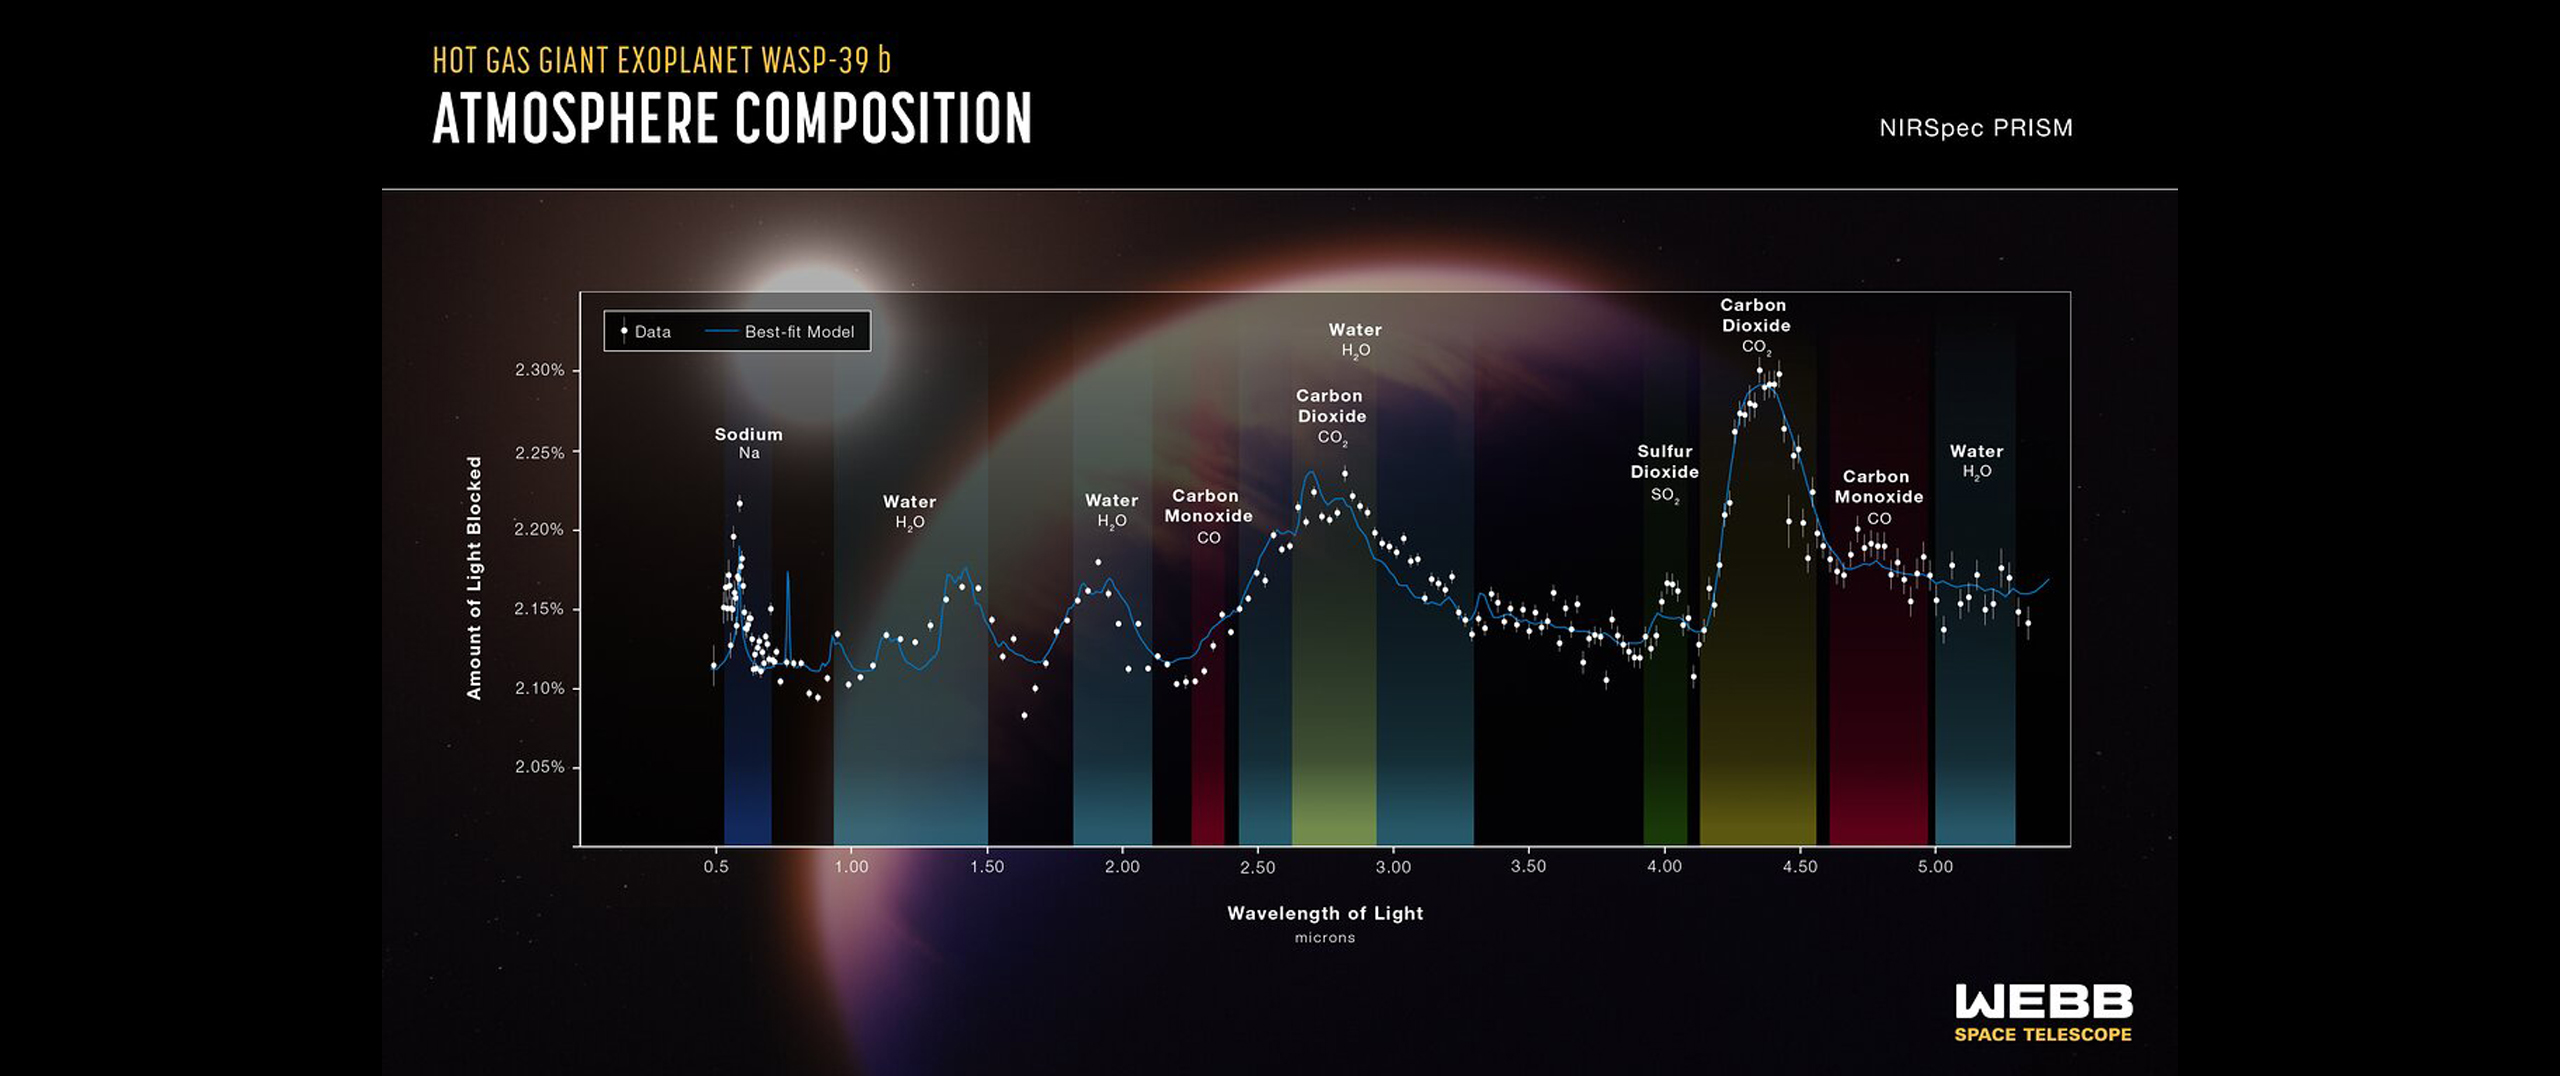 HOT GAS GIANT EXOPLANET WASP-39 b
ATMOSPHERE COMPOSITION
NIRSpec PRISM
Data
Best-fit Model
Amount of Light Blocked
2.30%
2.25%
2.20%
2.15%
2.10%
2.05%
Sodium
Na
Water
H₂O
Water
H₂O
Carbon
Monoxide
CO
Water
H₂O
Carbon
Dioxide
CO₂
Sulfur
Dioxide
SO₂
Carbon
Dioxide
CO₂
Carbon
Monoxide
CO
Water
H₂O
0.5 1.00 1.50 2.00 2.50 3.00 3.50 4.00 4.50 5.00
Wavelength of Light
microns
WEBB
SPACE TELESCOPE